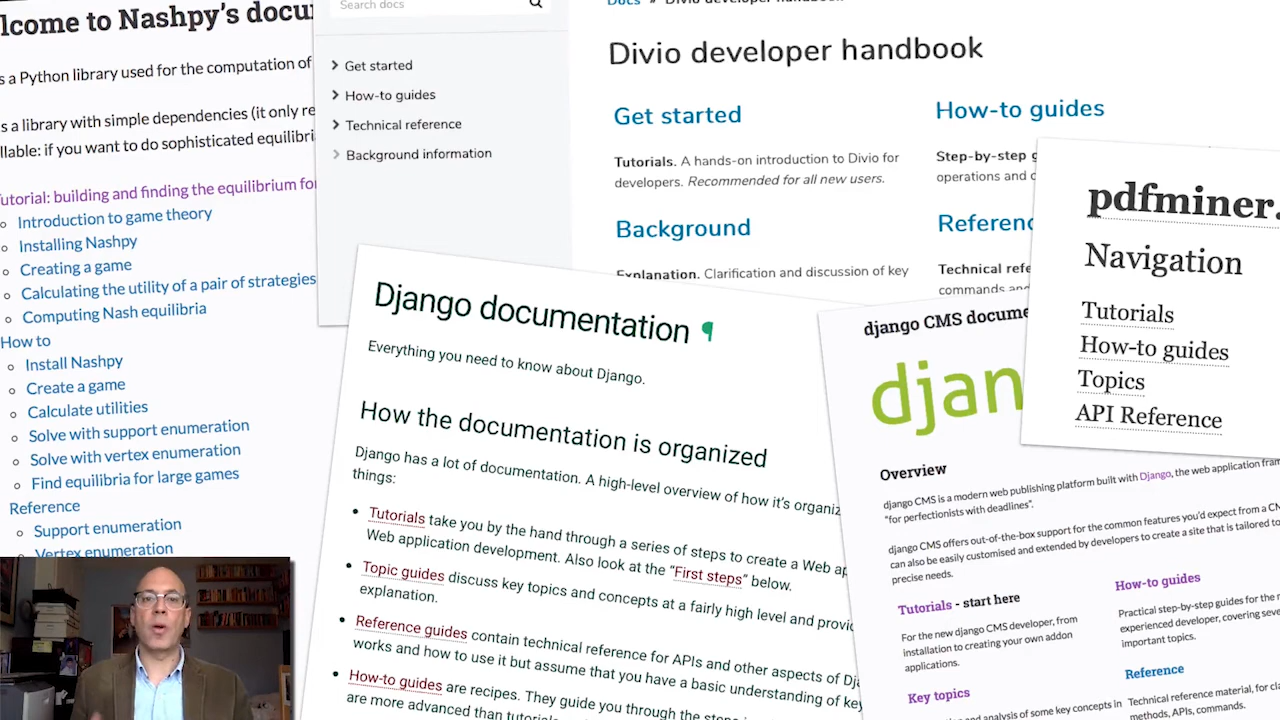 lcome to Nashpy's docu
s a Python library used for the computation of
s a library with simple dependencies (it only re
llable: if you want to do sophisticated equilibri
Tutorial: building and finding the equilibrium for
Introduction to game theory
Installing Nashpy
Creating a game
Calculating the utility of a pair of strategies
Computing Nash equilibria
How to
Install Nashpy
Create a game
Calculate utilities
Solve with support enumeration
Solve with vertex enumeration
Find equilibria for large games
Reference
Support enumeration
Vertex enumeration
Search docs
Get started
How-to guides
Technical reference
Background information
Docs » Divio developer handbook
Divio developer handbook
Get started
Tutorials. A hands-on introduction to Divio for
developers. Recommended for all new users.
How-to guides
Step-by-step g
operations and c
Background
Explanation. Clarification and discussion of key
Referenc
Technical refe
commands and
Django documentation ¶
Everything you need to know about Django.
How the documentation is organized
Django has a lot of documentation. A high-level overview of how it's organiz
things:
• Tutorials take you by the hand through a series of steps to create a Web ap
Web application development. Also look at the "First steps" below.
• Topic guides discuss key topics and concepts at a fairly high level and provid
explanation.
• Reference guides contain technical reference for APIs and other aspects of Dj
works and how to use it but assume that you have a basic understanding of key
• How-to guides are recipes. They guide you through the steps
are more advanced than tutorials
django CMS docume
djan
Overview
django CMS is a modern web publishing platform built with Django, the web application fram
"for perfectionists with deadlines".
django CMS offers out-of-the-box support for the common features you'd expect from a CM
can also be easily customised and extended by developers to create a site that is tailored to
precise needs.
Tutorials - start here
For the new django CMS developer, from
installation to creating your own addon
applications.
Key topics
and analysis of some key concepts in
How-to guides
Practical step-by-step guides for the m
experienced developer, covering seve
important topics.
Reference
Technical reference material, for cla
methods, APIs, commands.
pdfminer.
Navigation
Tutorials
How-to guides
Topics
API Reference